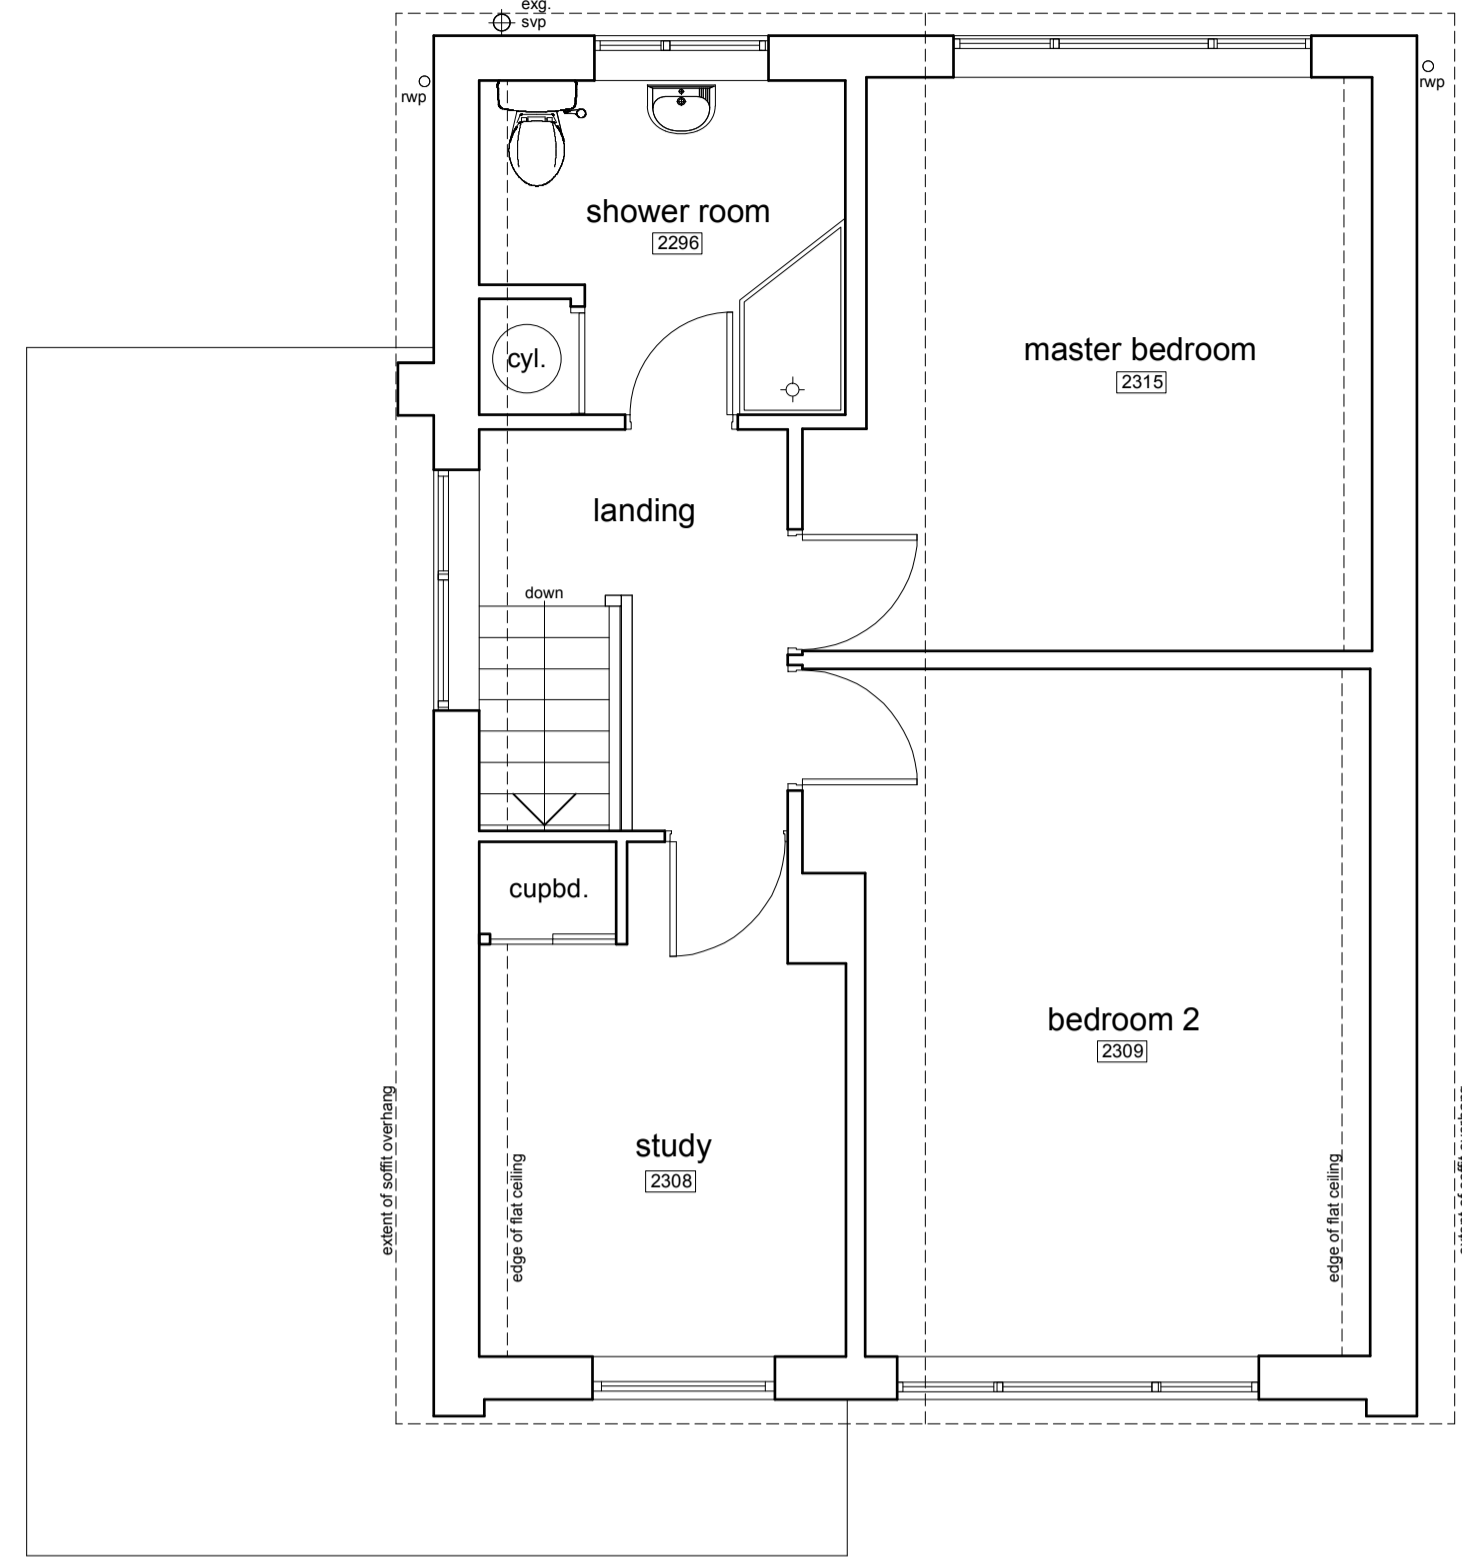 exg.
svp
rwp
rwp
shower room
2296
master bedroom
2315
cyl.
landing
down
cupbd.
bedroom 2
2309
study
2308
extent of soffit overhang
edge of flat ceiling
edge of flat ceiling